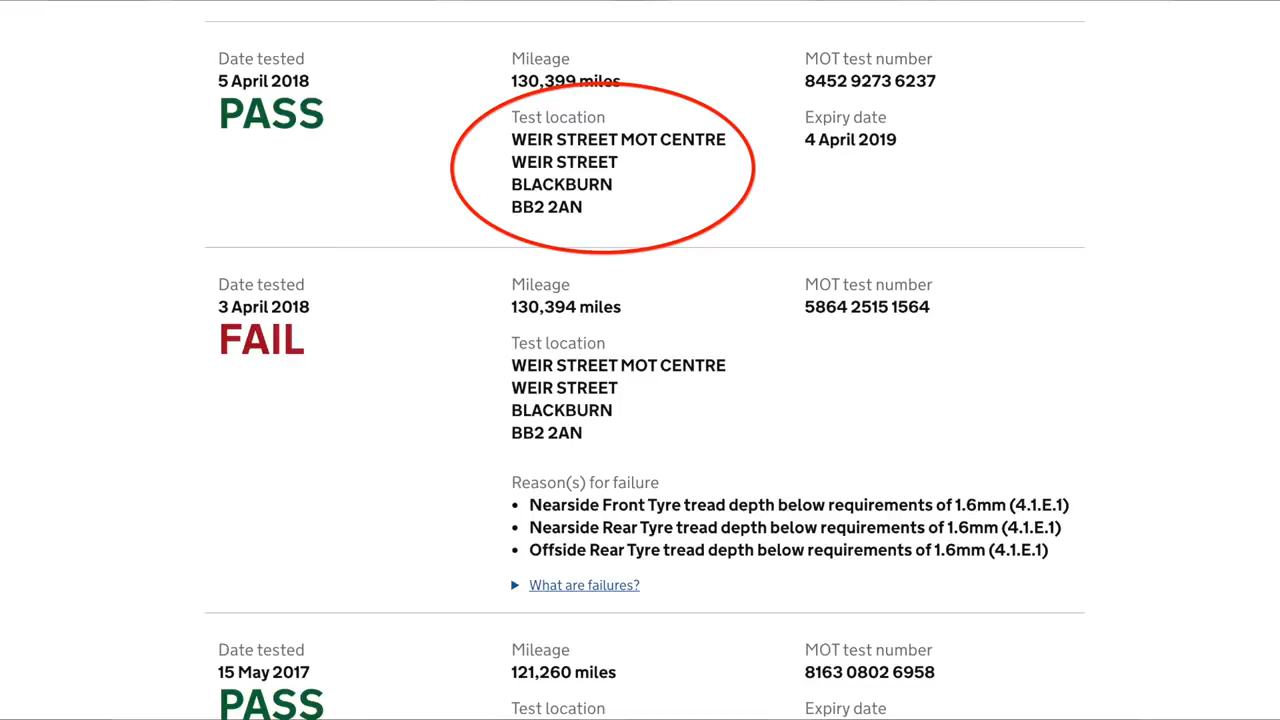 Date tested
5 April 2018
PASS
Mileage
130,399 miles
Test location
WEIR STREET MOT CENTRE
WEIR STREET
BLACKBURN
BB2 2AN
MOT test number
8452 9273 6237
Expiry date
4 April 2019
Date tested
3 April 2018
FAIL
Mileage
130,394 miles
Test location
WEIR STREET MOT CENTRE
WEIR STREET
BLACKBURN
BB2 2AN
MOT test number
5864 2515 1564
Reason(s) for failure
• Nearside Front Tyre tread depth below requirements of 1.6mm (4.1.E.1)
• Nearside Rear Tyre tread depth below requirements of 1.6mm (4.1.E.1)
• Offside Rear Tyre tread depth below requirements of 1.6mm (4.1.E.1)
What are failures?
Date tested
15 May 2017
PASS
Mileage
121,260 miles
Test location
MOT test number
8163 0802 6958
Expiry date